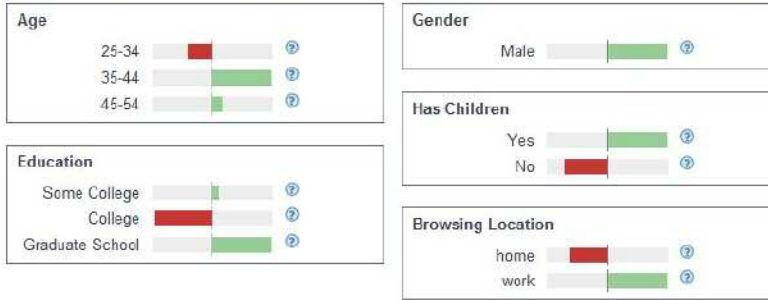 Age
25-34
35-44
45-54
Education
Some College
College
Graduate School
Gender
Male
Has Children
Yes
No
Browsing Location
home
work